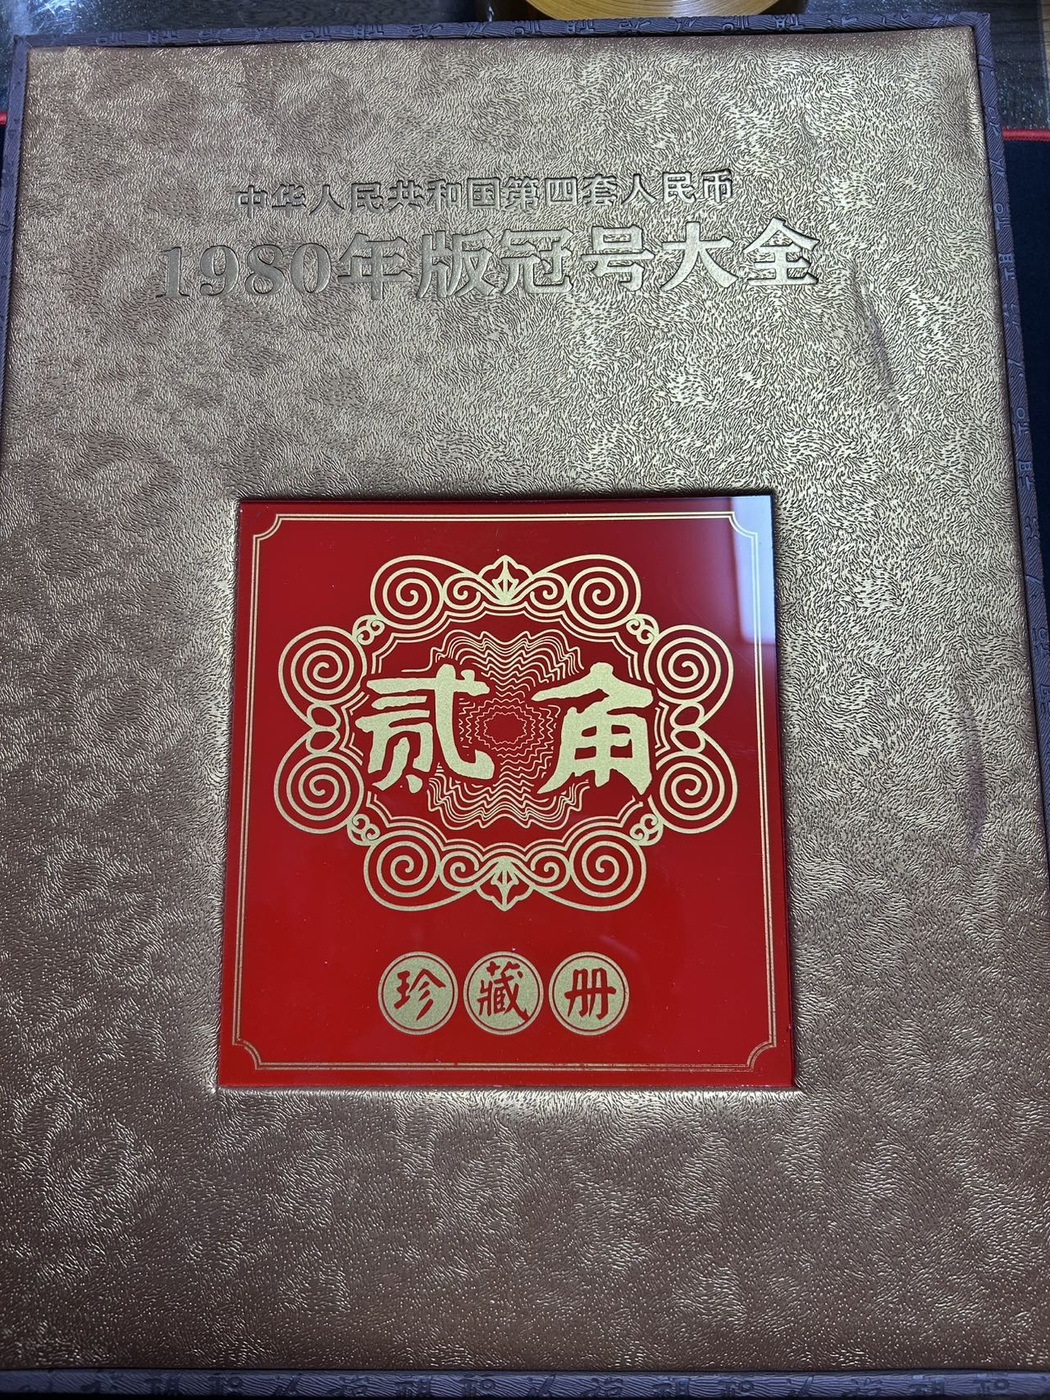 中华人民共和国第四套人民币
1980年版冠号大全
贰角
珍藏册